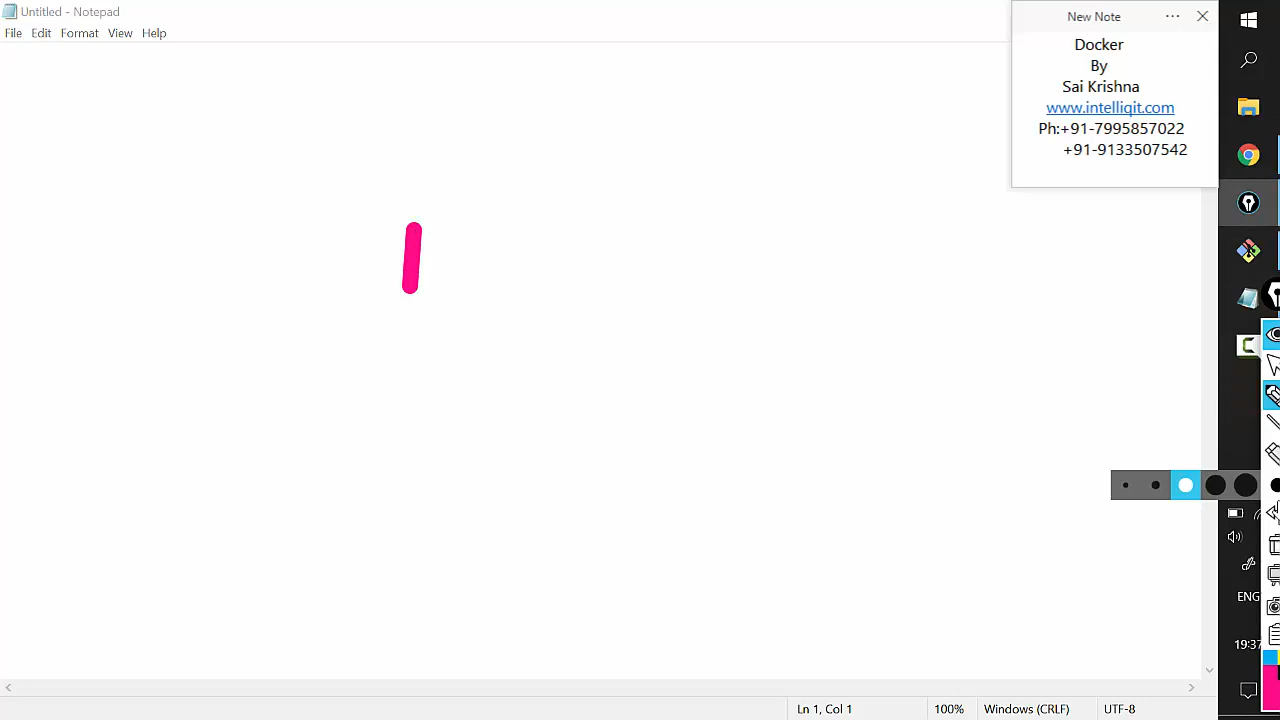 Untitled - Notepad
File Edit Format View Help
New Note
Docker
By
Sai Krishna
www.intelliqit.com
Ph:+91-7995857022
+91-9133507542
ENG
19:37
Ln 1, Col 1 100% Windows (CRLF) UTF-8